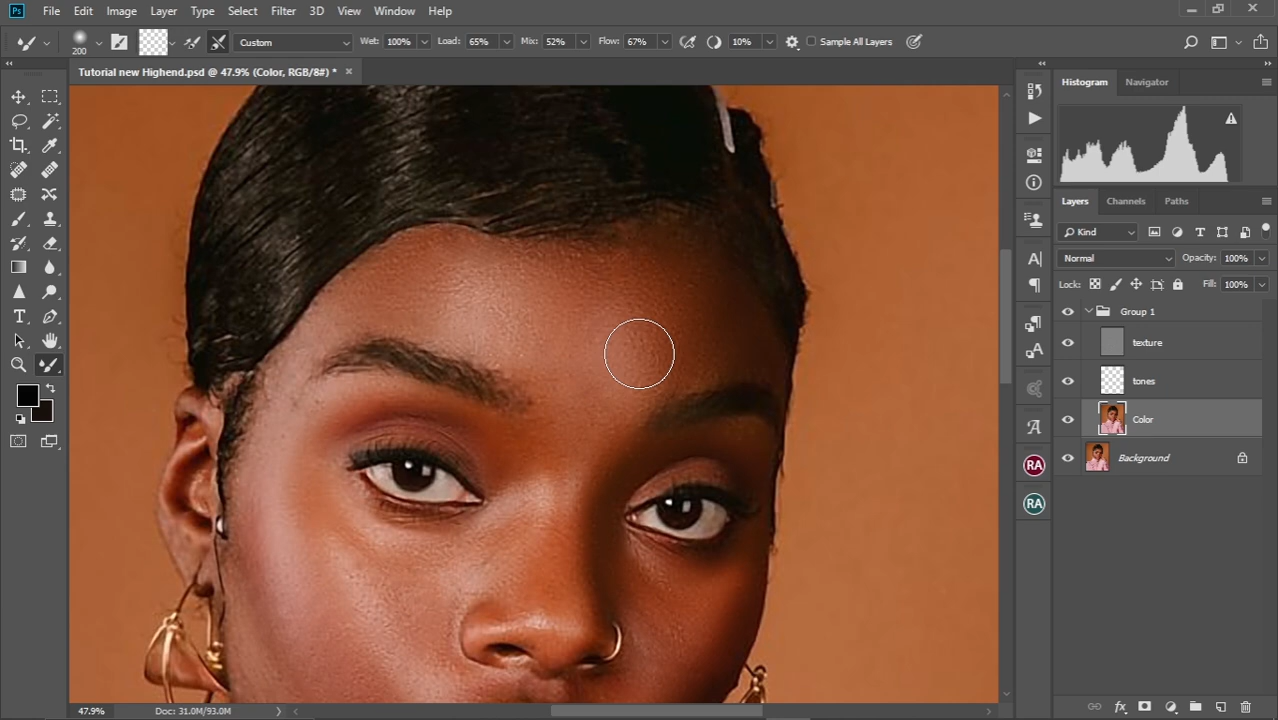 Ps File Edit Image Layer Type Select Filter 3D View Window Help
200 Custom Wet: 100% Load: 65% Mix: 52% Flow: 67% 10% Sample All Layers
Tutorial new Highend.psd @ 47.9% (Color, RGB/8#) * ×
Histogram Navigator
Layers Channels Paths
Kind
Normal Opacity: 100%
Lock: Fill: 100%
Group 1
texture
tones
Color
Background
RA
RA
47.9% Doc: 31.0M/93.0M